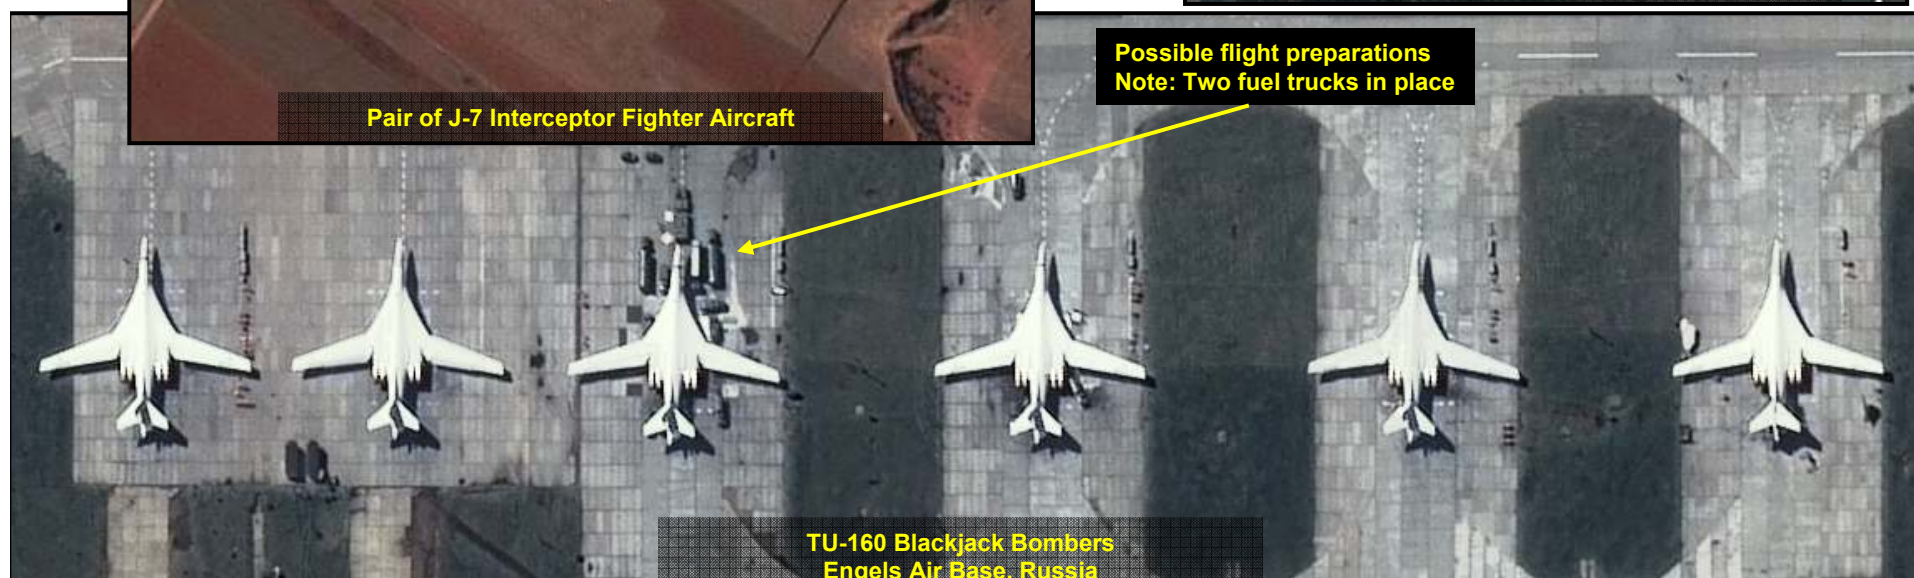 Possible flight preparations
Note: Two fuel trucks in place
Pair of J-7 Interceptor Fighter Aircraft
TU-160 Blackjack Bombers
Engels Air Base, Russia